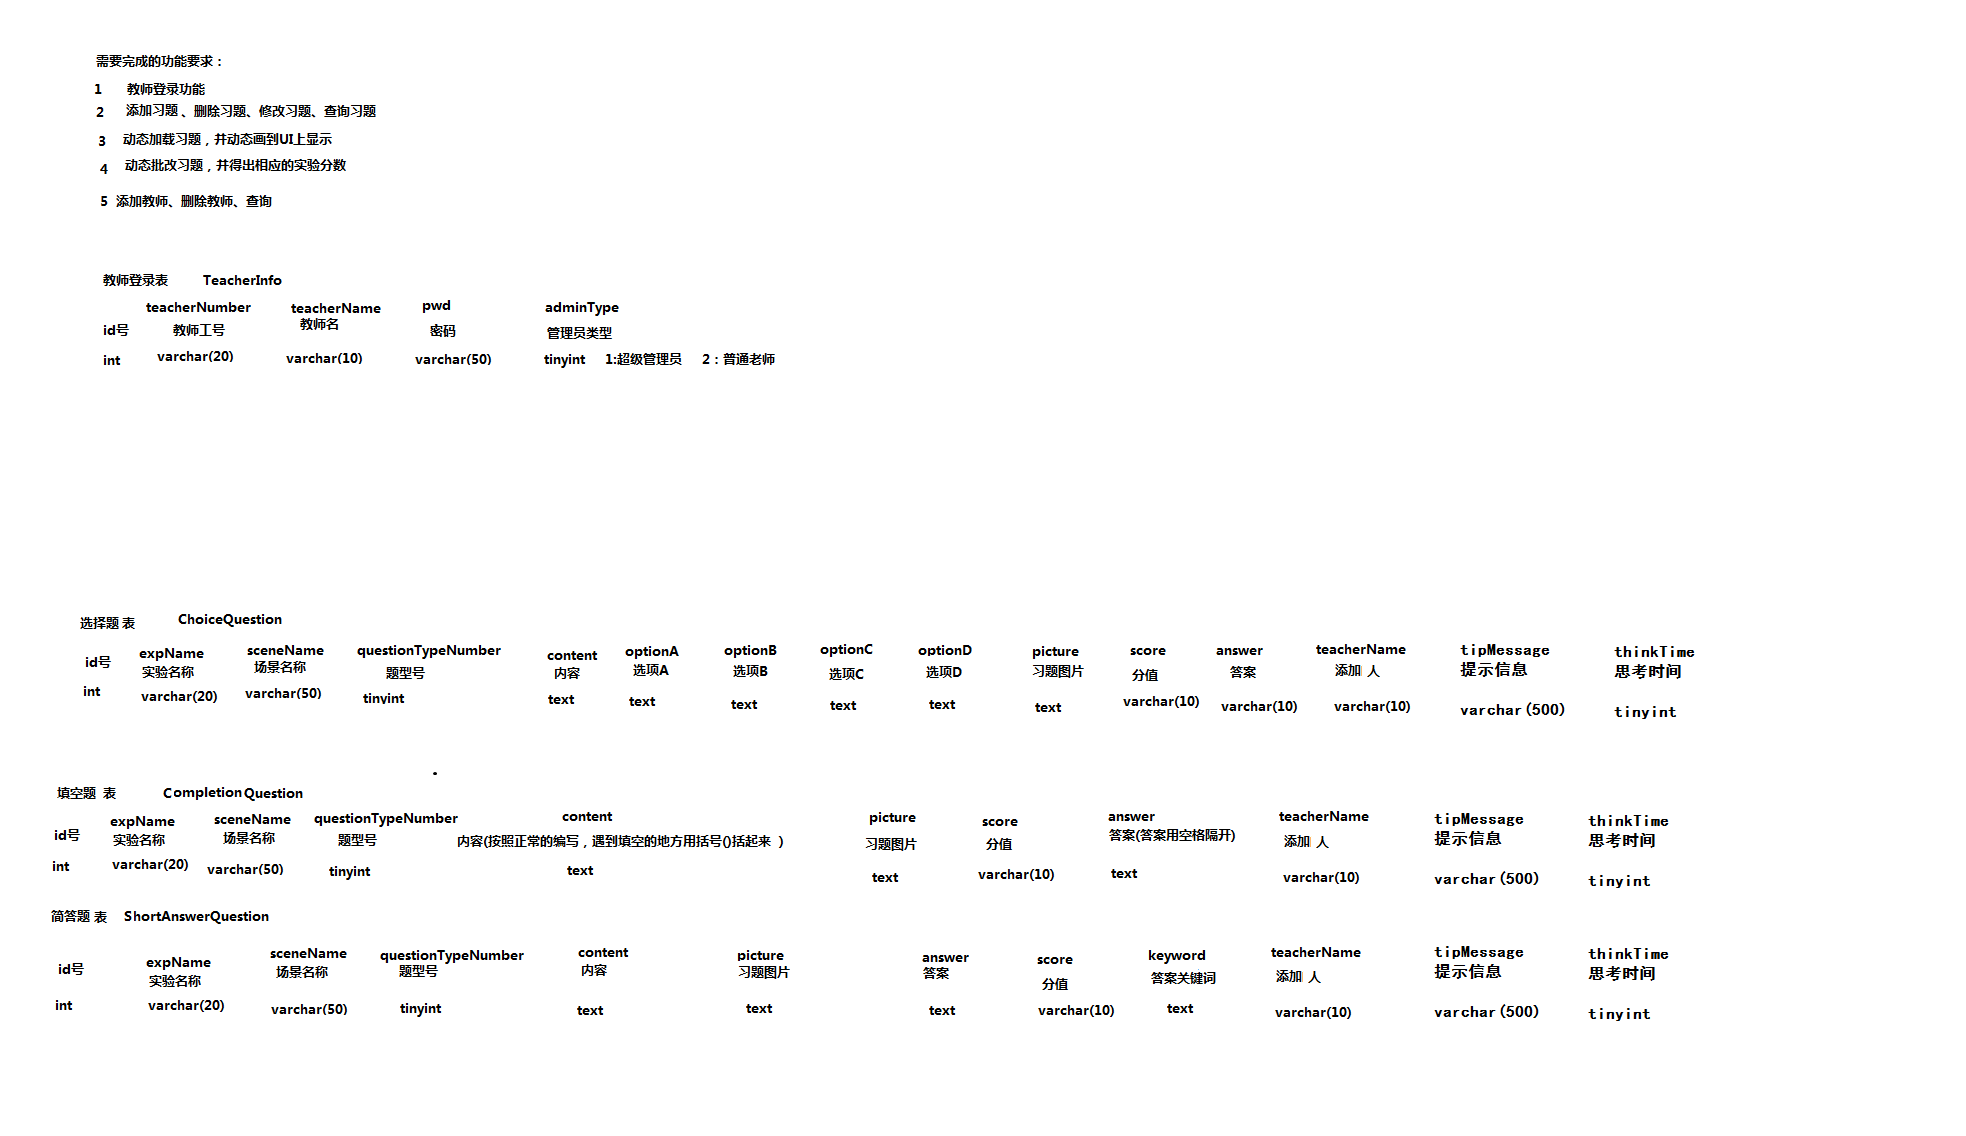 需要完成的功能要求：
1 教师登录功能
2 添加习题、删除习题、修改习题、查询习题
3 动态加载习题，并动态画到UI上显示
4 动态批改习题，并得出相应的实验分数
5 添加教师、删除教师、查询
教师登录表 TeacherInfo
teacherNumber teacherName pwd adminType
id号 教师工号 教师名 密码 管理员类型
int varchar(20) varchar(10) varchar(50) tinyint 1:超级管理员 2：普通老师
选择题 表 ChoiceQuestion
expName sceneName questionTypeNumber content optionA optionB optionC optionD picture score answer teacherName tipMessage thinkTime
id号 实验名称 场景名称 题型号 内容 选项A 选项B 选项C 选项D 习题图片 分值 答案 添加 人 提示信息 思考时间
int varchar(20) varchar(50) tinyint text text text text text text varchar(10) varchar(10) varchar(10) varchar(500) tinyint
填空题 表 Completion Question
expName sceneName questionTypeNumber content picture score answer teacherName tipMessage thinkTime
id号 实验名称 场景名称 题型号 内容(按照正常的编写，遇到填空的地方用括号()括起来 ) 习题图片 分值 答案(答案用空格隔开) 添加 人 提示信息 思考时间
int varchar(20) varchar(50) tinyint text text varchar(10) text varchar(10) varchar(500) tinyint
简答题 表 ShortAnswerQuestion
expName sceneName questionTypeNumber content picture answer score keyword teacherName tipMessage thinkTime
id号 实验名称 场景名称 题型号 内容 习题图片 答案 分值 答案关键词 添加 人 提示信息 思考时间
int varchar(20) varchar(50) tinyint text text text varchar(10) text varchar(10) varchar(500) tinyint